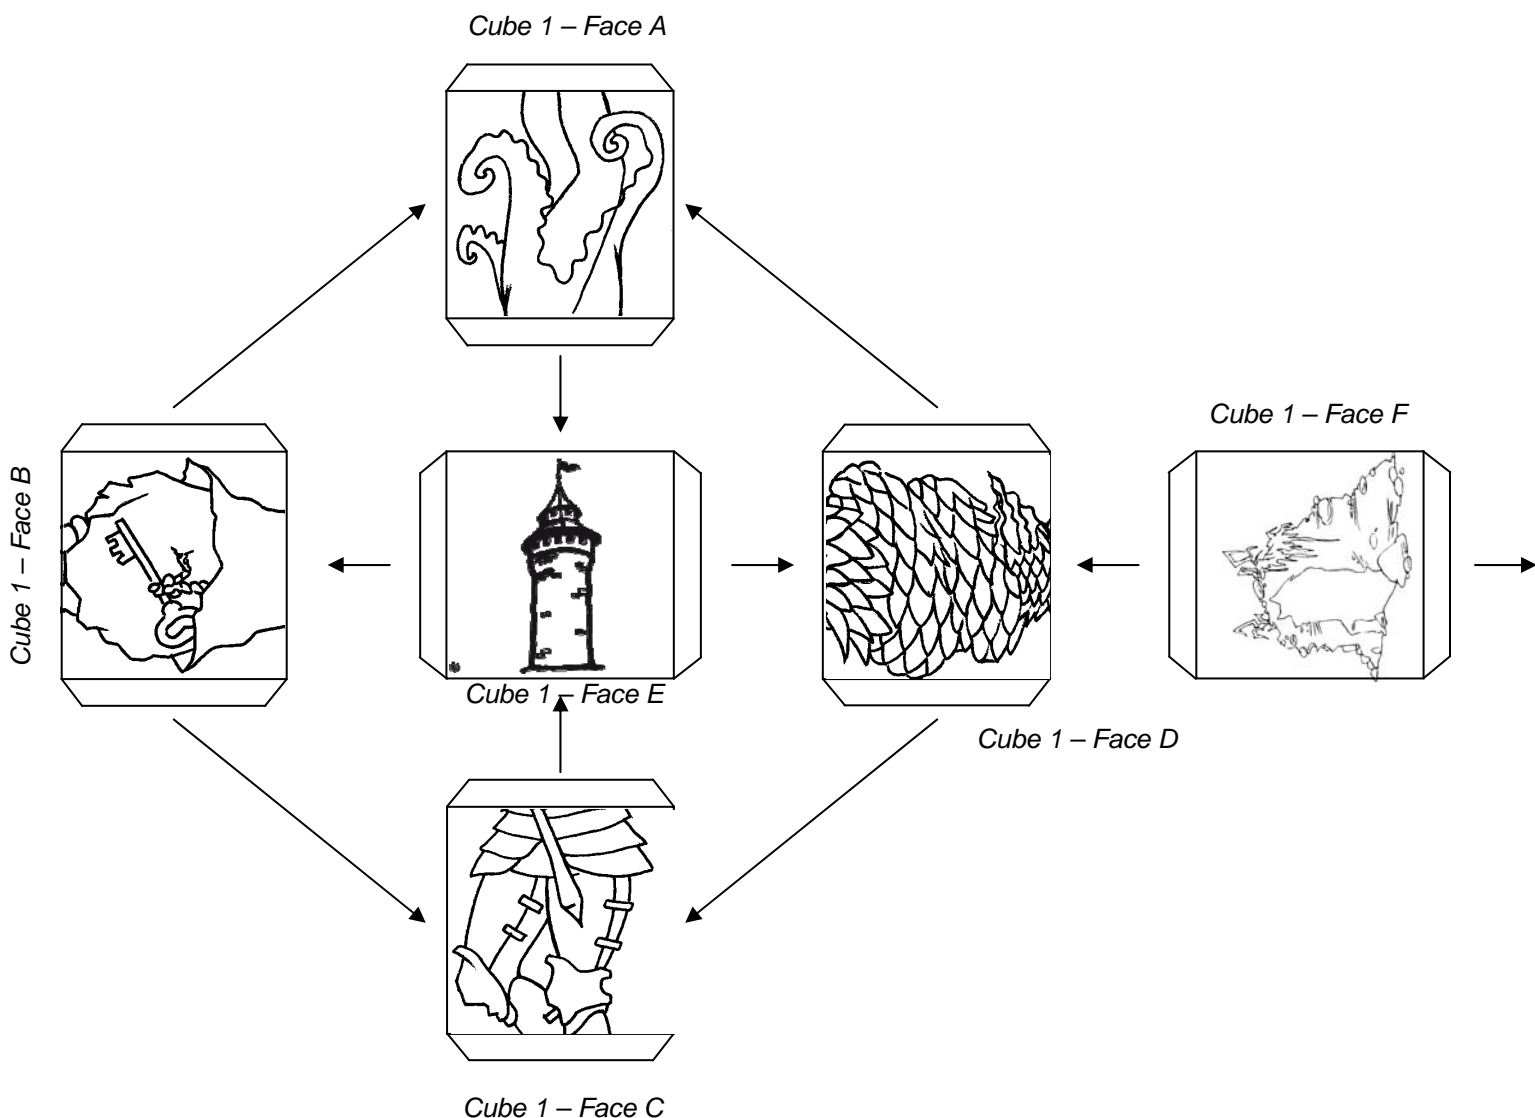 Cube 1 – Face A
Cube 1 – Face F
Cube 1 – Face B
Cube 1 – Face E
Cube 1 – Face D
Cube 1 – Face C